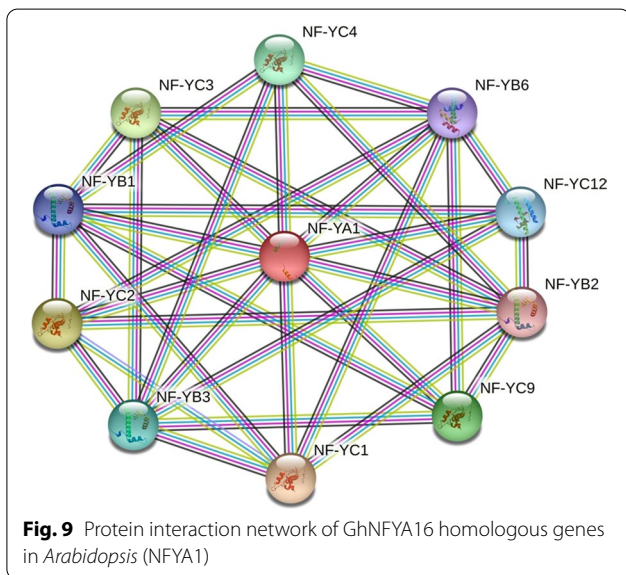 NF-YC4
NF-YC3
NF-YB6
NF-YB1
NF-YC12
NF-YA1
NF-YC2
NF-YB2
NF-YB3
NF-YC9
NF-YC1
Fig. 9 Protein interaction network of GhNFYA16 homologous genes
in Arabidopsis (NFYA1)